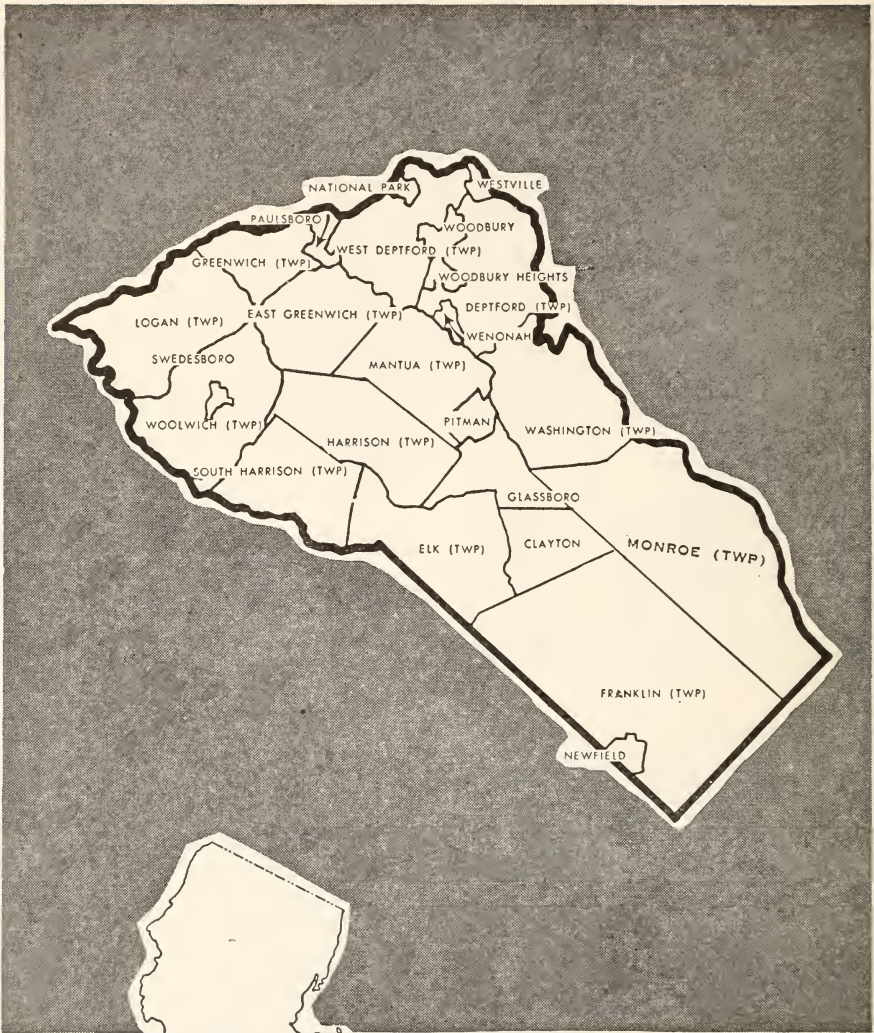 NATIONAL PARK
WESTVILLE
PAULSBORO
WOODBURY
WEST DEPTFORD (TWP)
GREENWICH (TWP)
WOODBURY HEIGHTS
DEPTFORD (TWP)
EAST GREENWICH (TWP)
LOGAN (TWP)
WENONAH
SWEDESBORO
MANTUA (TWP)
PITMAN
WOOLWICH (TWP)
WASHINGTON (TWP)
HARRISON (TWP)
SOUTH HARRISON (TWP)
GLASSBORO
ELK (TWP)
CLAYTON
MONROE (TWP)
FRANKLIN (TWP)
NEWFIELD